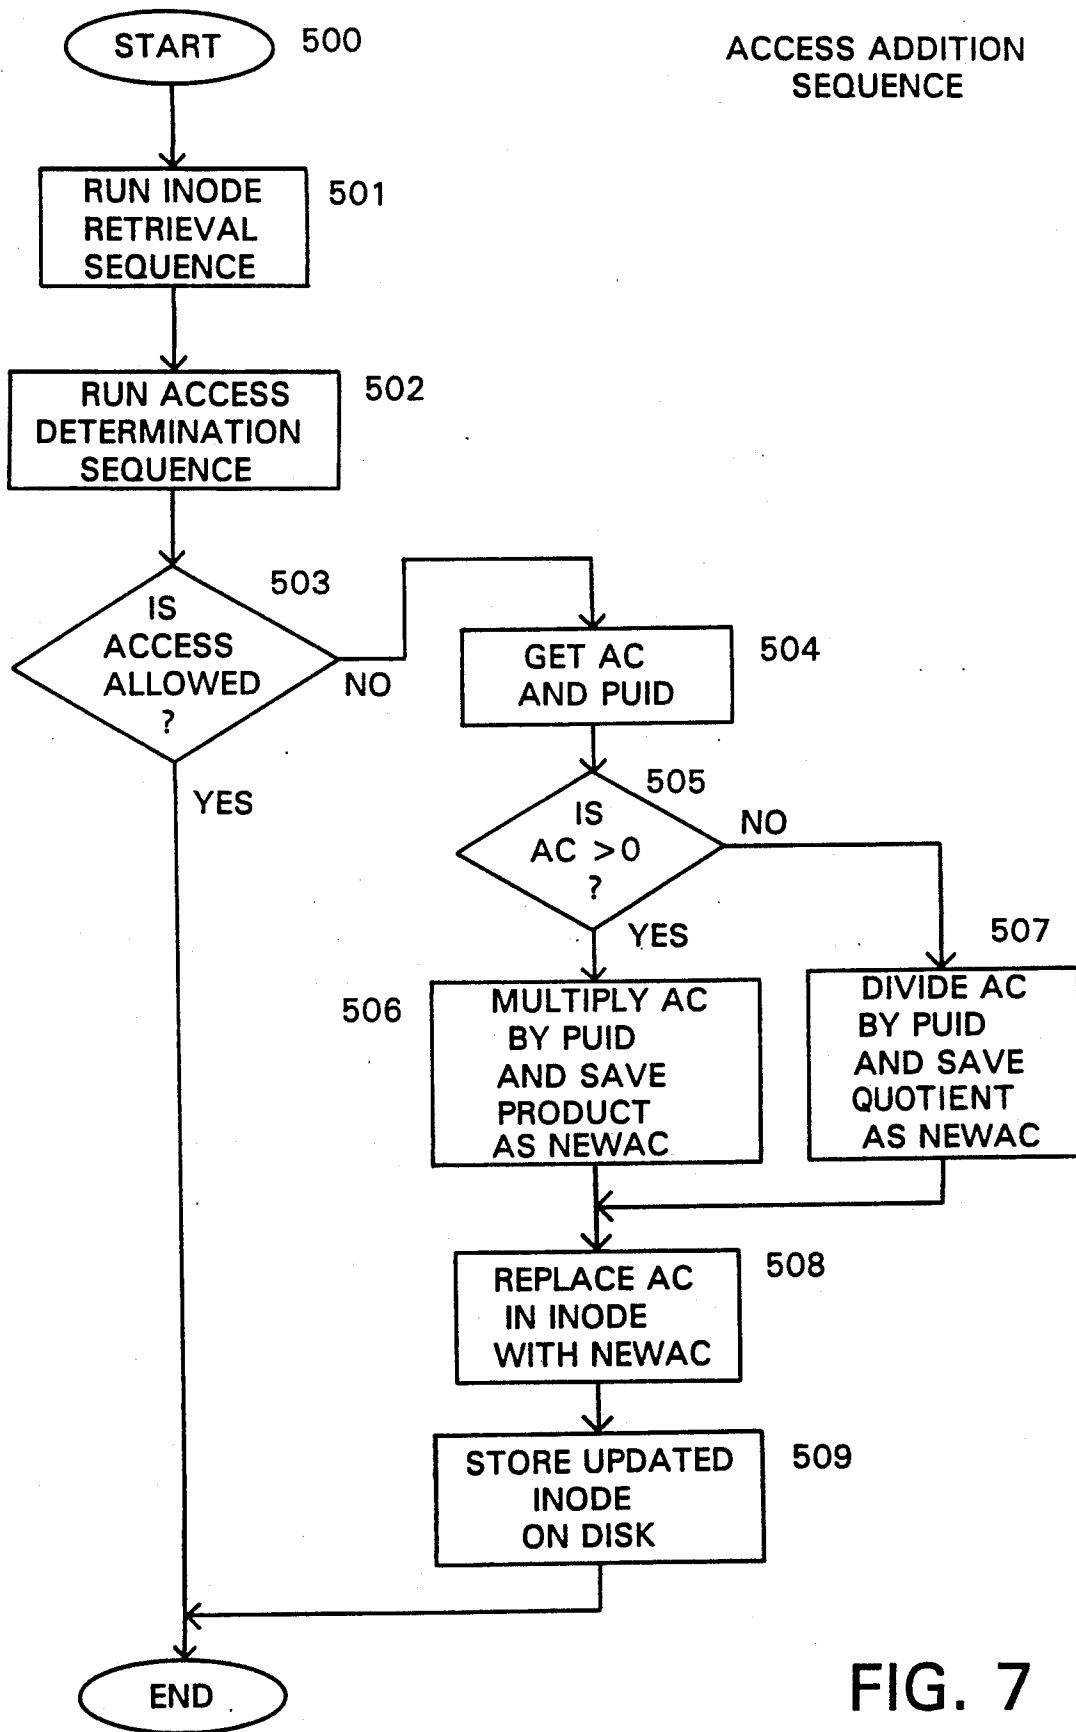 START
500
ACCESS ADDITION
SEQUENCE
RUN INODE
RETRIEVAL
SEQUENCE
501
RUN ACCESS
DETERMINATION
SEQUENCE
502
IS
ACCESS
ALLOWED
?
503
NO
YES
GET AC
AND PUID
504
IS
AC >0
?
505
NO
YES
506
MULTIPLY AC
BY PUID
AND SAVE
PRODUCT
AS NEWAC
507
DIVIDE AC
BY PUID
AND SAVE
QUOTIENT
AS NEWAC
REPLACE AC
IN INODE
WITH NEWAC
508
STORE UPDATED
INODE
ON DISK
509
END
FIG. 7